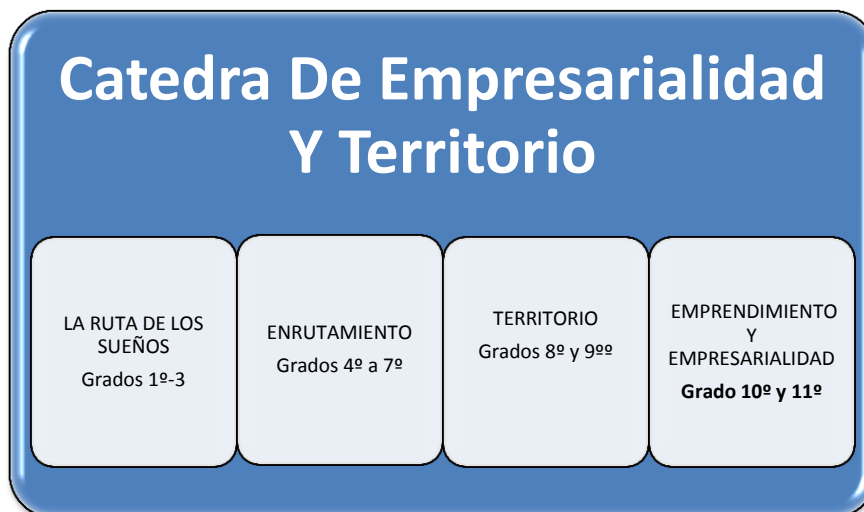 Catedra De Empresarialidad
Y Territorio
LA RUTA DE LOS
SUEÑOS
Grados 1º-3
ENRUTAMIENTO
Grados 4º a 7º
TERRITORIO
Grados 8º y 9ºº
EMPRENDIMIENTO
Y
EMPRESARIALIDAD
Grado 10º y 11º